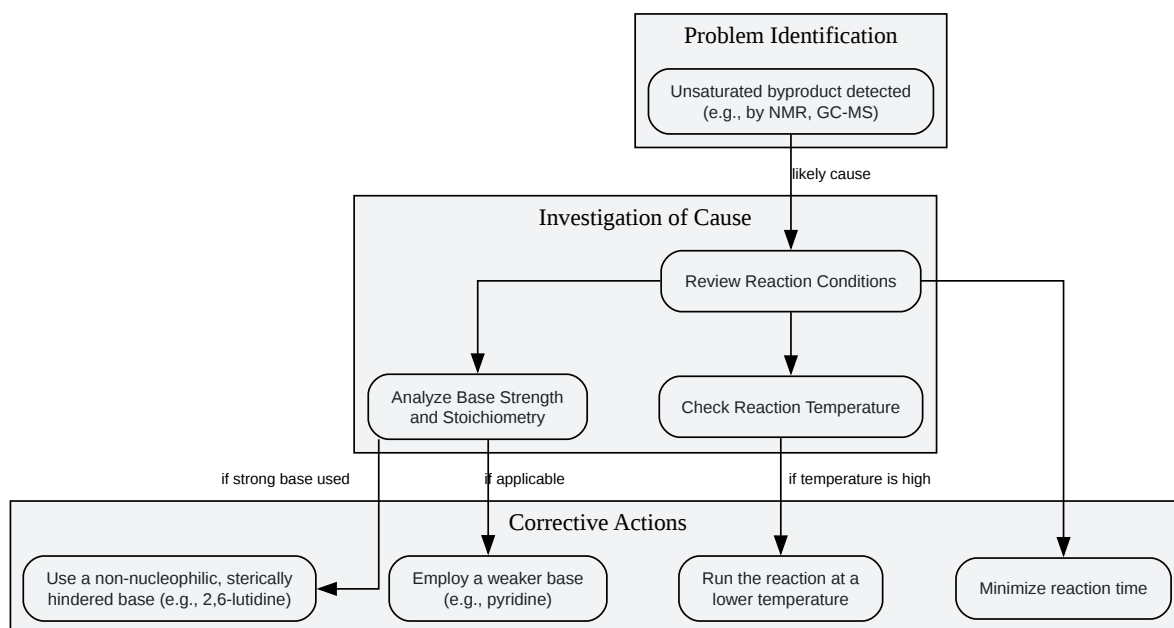 Problem Identification
Unsaturated byproduct detected
(e.g., by NMR, GC-MS)
likely cause
Investigation of Cause
Review Reaction Conditions
Analyze Base Strength
and Stoichiometry
Check Reaction Temperature
if strong base used
if applicable
if temperature is high
Corrective Actions
Use a non-nucleophilic, sterically
hindered base (e.g., 2,6-lutidine)
Employ a weaker base
(e.g., pyridine)
Run the reaction at a
lower temperature
Minimize reaction time